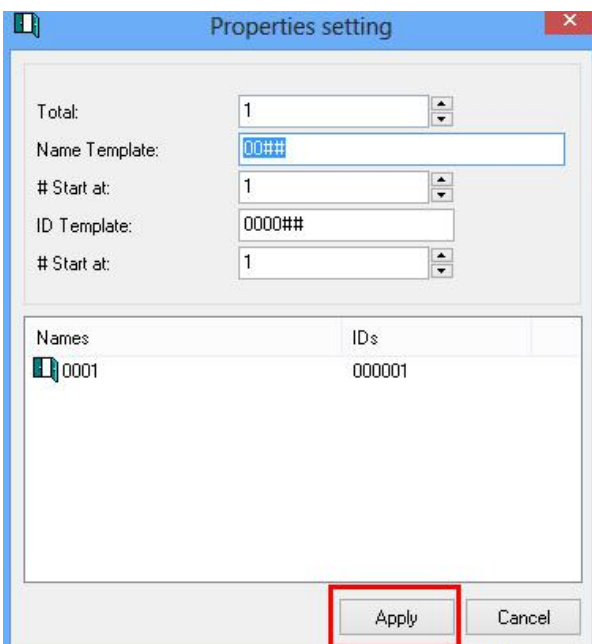 Properties setting
Total: 1
Name Template: 00##
# Start at: 1
ID Template: 0000##
# Start at: 1
Names IDs
0001 000001
Apply Cancel